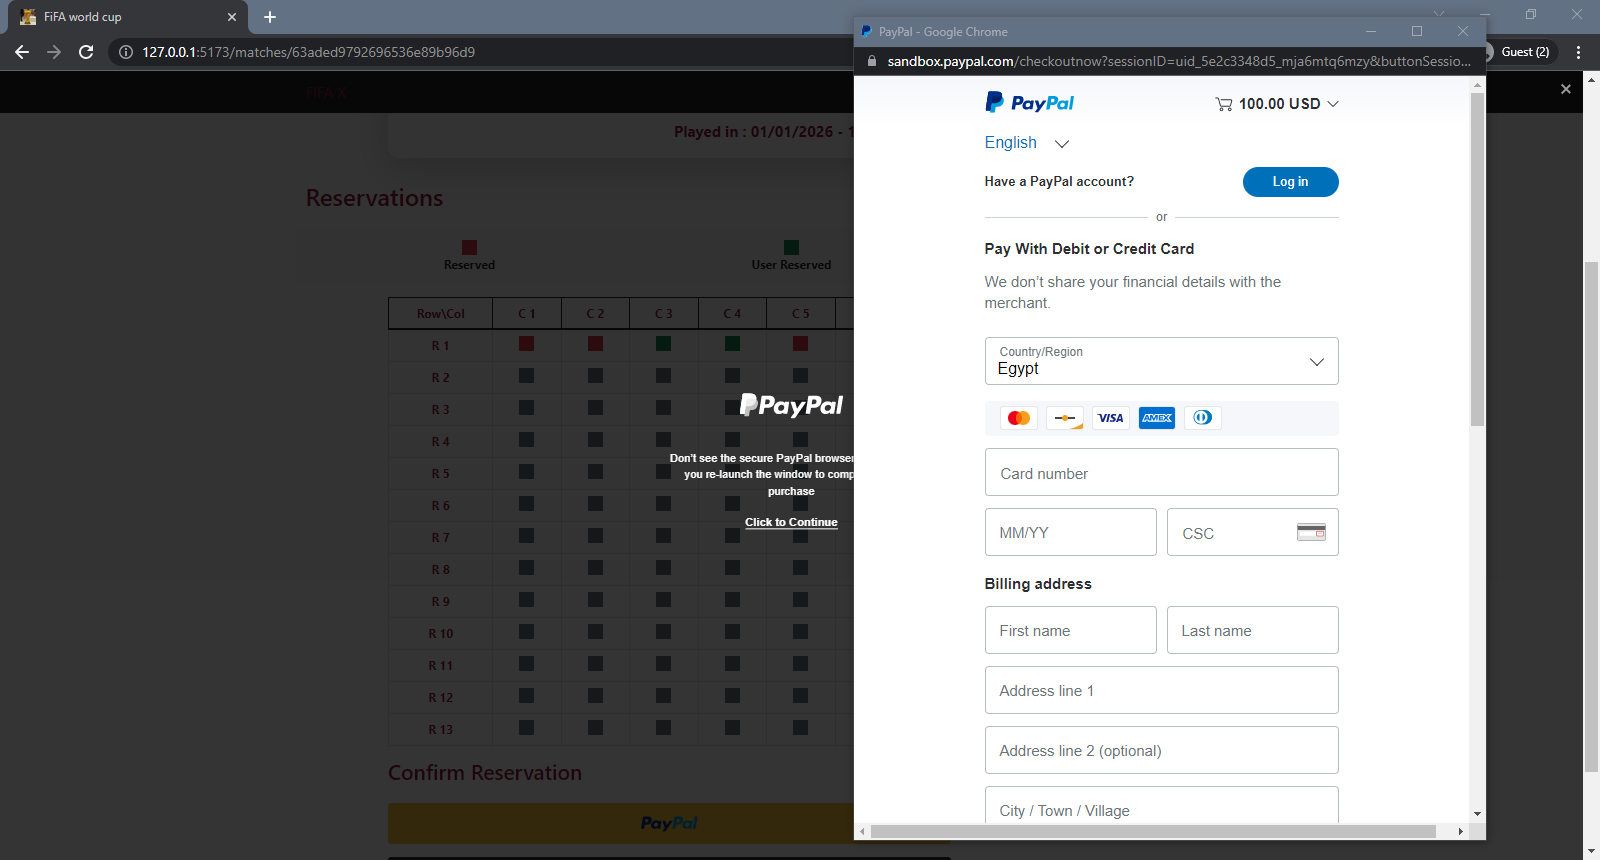 FiFA world cup
127.0.0.1:5173/matches/63aded9792696536e89b96d9
Guest (2)
FIFA X
Played in : 01/01/2026 - 1
Reservations
Reserved
User Reserved
Row\Col C 1 C 2 C 3 C 4 C 5
R 1
R 2
R 3
R 4
R 5
R 6
R 7
R 8
R 9
R 10
R 11
R 12
R 13
PayPal
Don't see the secure PayPal browser
you re-launch the window to comp
purchase
Click to Continue
Confirm Reservation
PayPal
PayPal - Google Chrome
sandbox.paypal.com/checkoutnow?sessionID=uid_5e2c3348d5_mja6mtq6mzy&buttonSessio...
PayPal
100.00 USD
English
Have a PayPal account?
Log in
or
Pay With Debit or Credit Card
We don't share your financial details with the
merchant.
Country/Region
Egypt
VISA
AMEX
Card number
MM/YY
CSC
Billing address
First name
Last name
Address line 1
Address line 2 (optional)
City / Town / Village